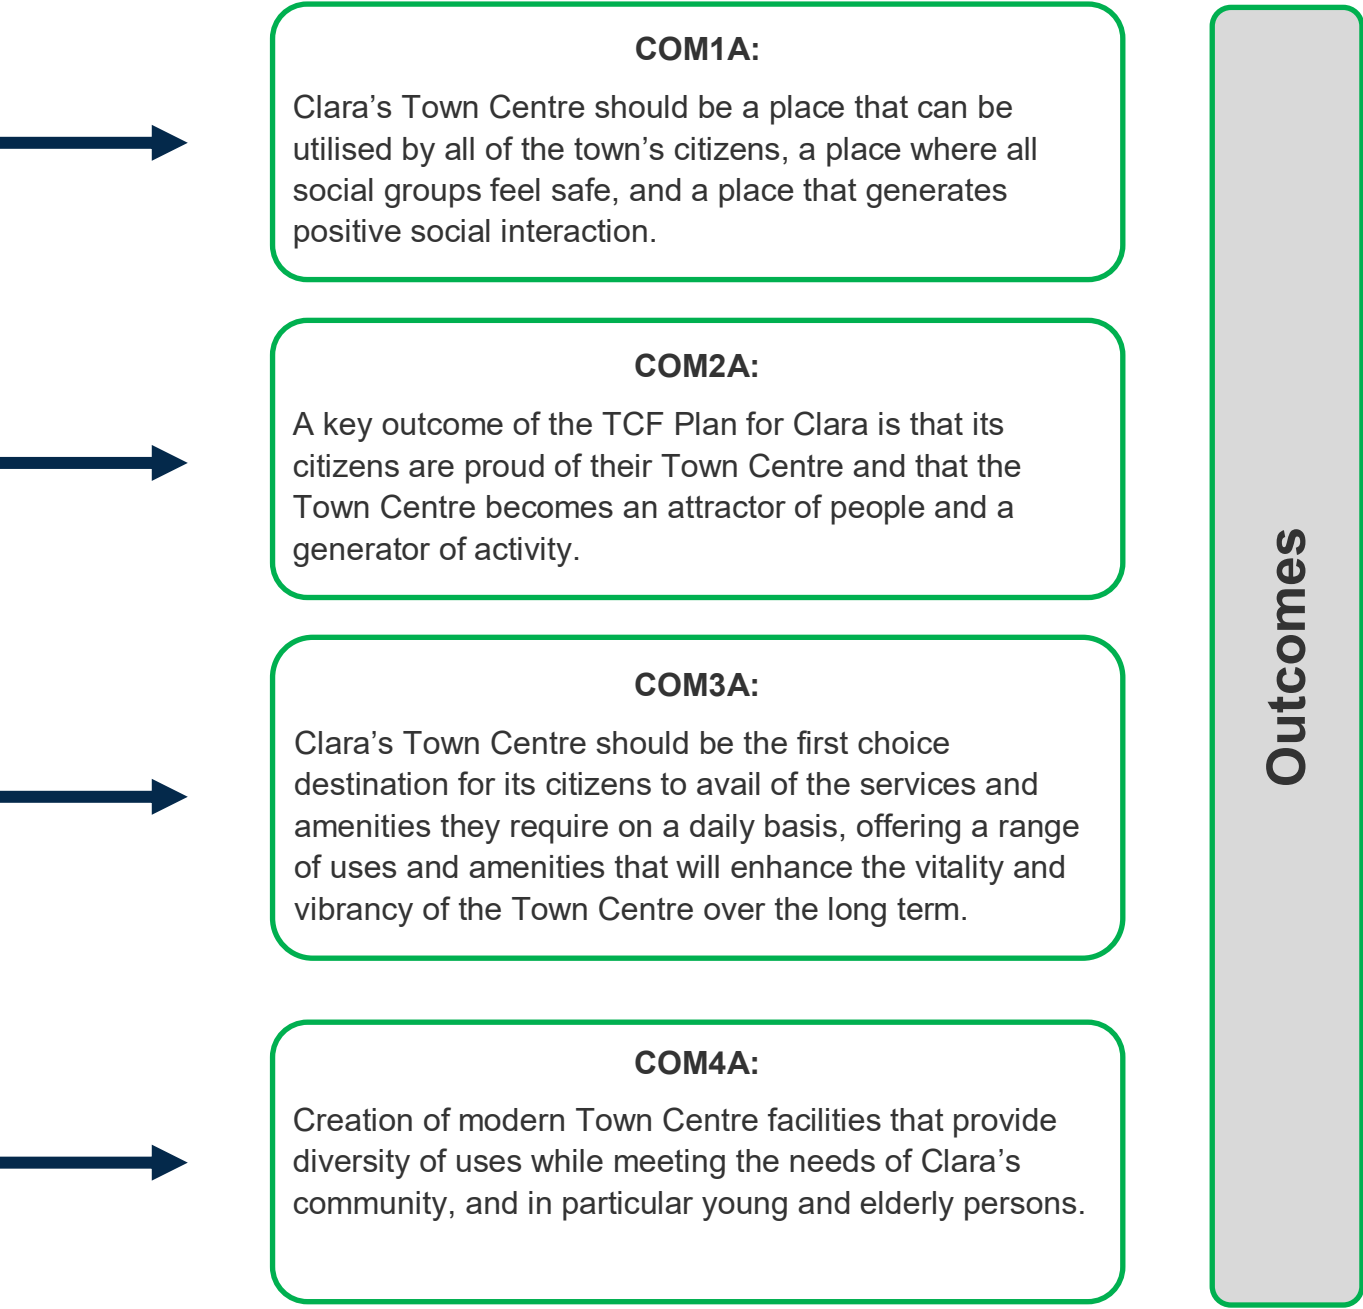 COM1A:
Clara’s Town Centre should be a place that can be
utilised by all of the town’s citizens, a place where all
social groups feel safe, and a place that generates
positive social interaction.
COM2A:
A key outcome of the TCF Plan for Clara is that its
citizens are proud of their Town Centre and that the
Town Centre becomes an attractor of people and a
generator of activity.
COM3A:
Clara’s Town Centre should be the first choice
destination for its citizens to avail of the services and
amenities they require on a daily basis, offering a range
of uses and amenities that will enhance the vitality and
vibrancy of the Town Centre over the long term.
COM4A:
Creation of modern Town Centre facilities that provide
diversity of uses while meeting the needs of Clara’s
community, and in particular young and elderly persons.
Outcomes